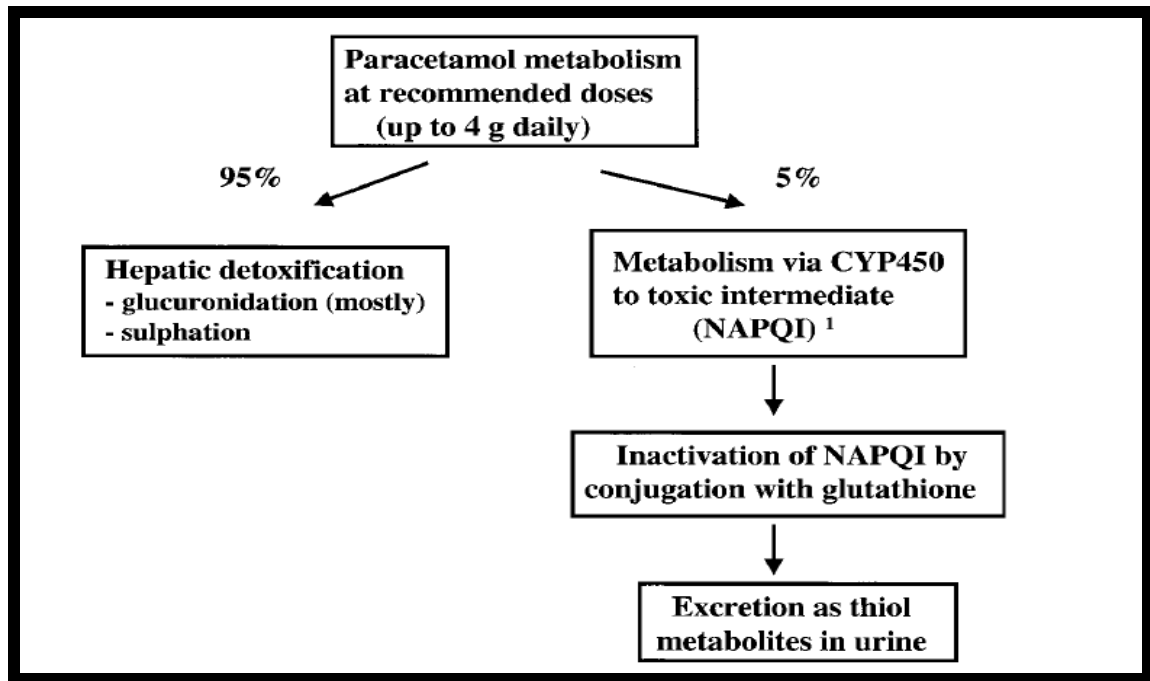 Paracetamol metabolism
at recommended doses
(up to 4 g daily)
95%
5%
Hepatic detoxification
- glucuronidation (mostly)
- sulphation
Metabolism via CYP450
to toxic intermediate
(NAPQI) ¹
Inactivation of NAPQI by
conjugation with glutathione
Excretion as thiol
metabolites in urine